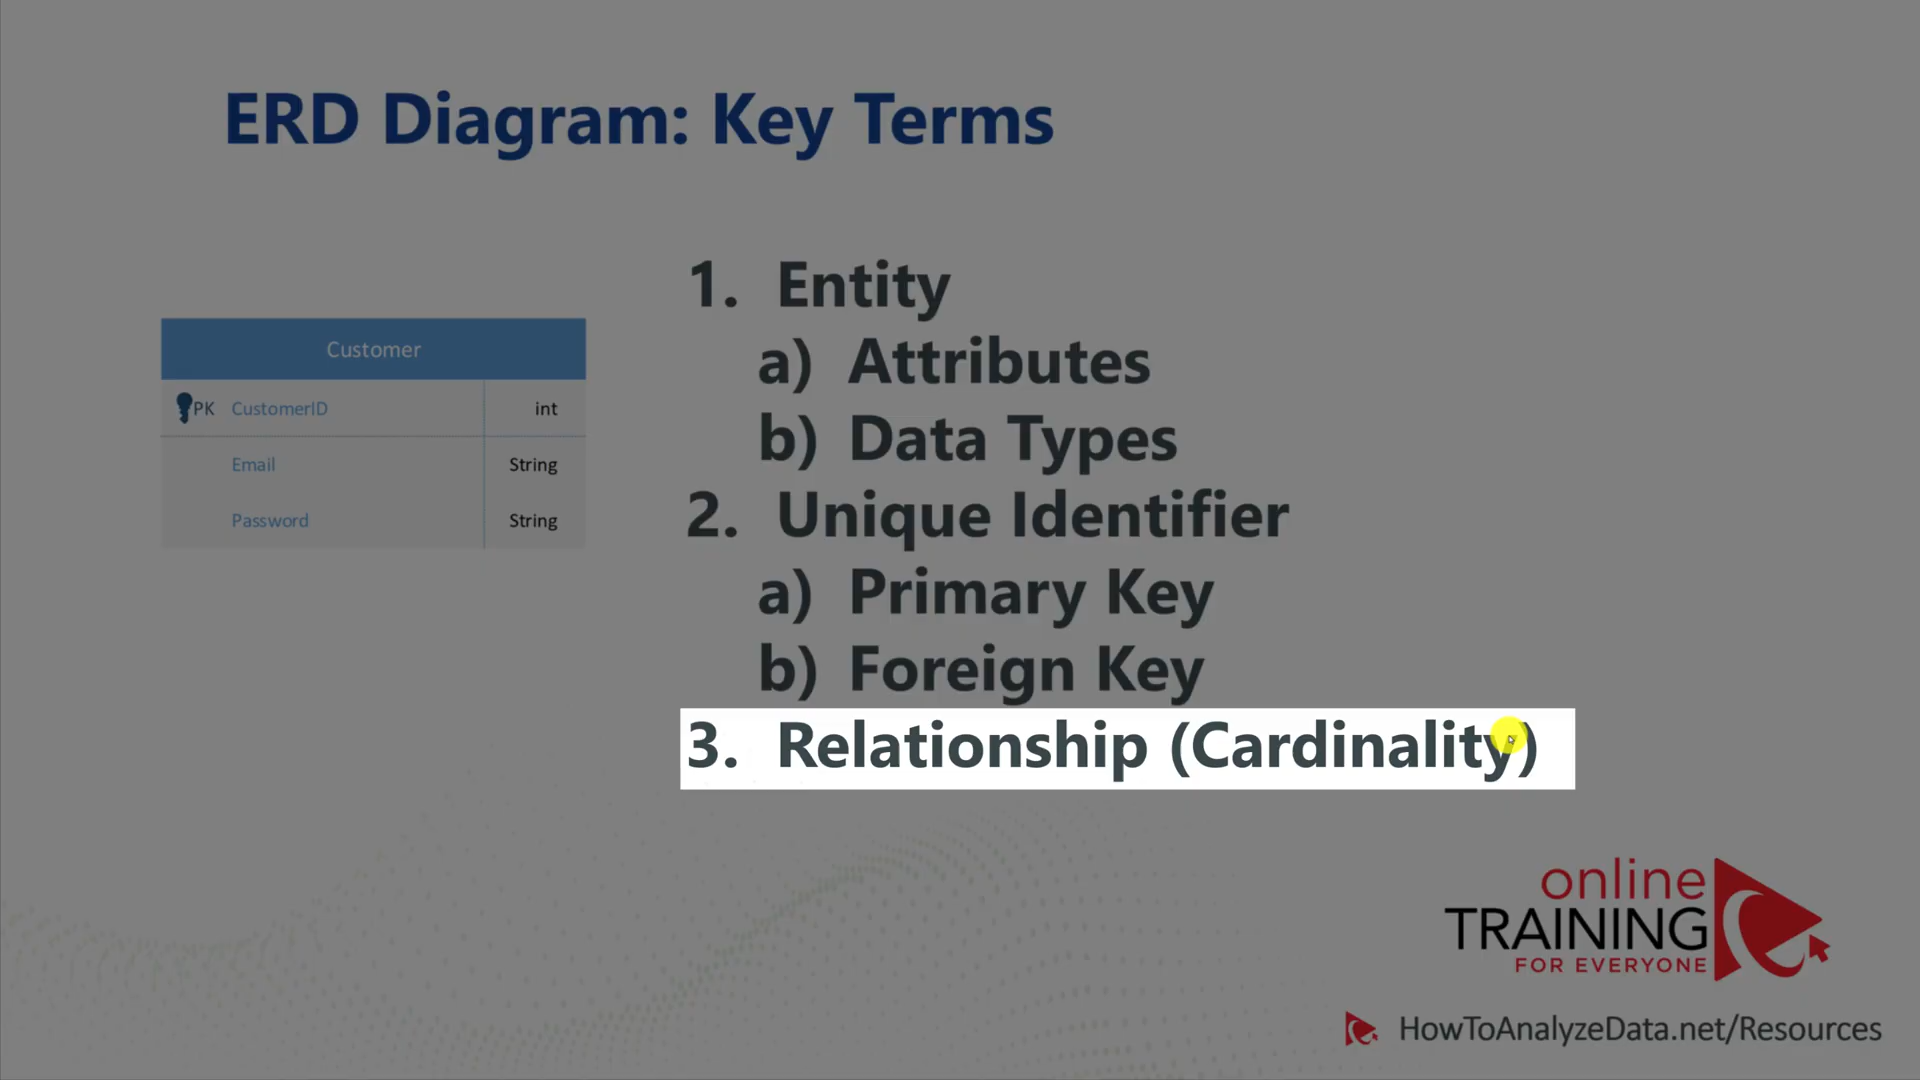 ERD Diagram: Key Terms
Customer
PK CustomerID int
Email String
Password String
1. Entity
a) Attributes
b) Data Types
2. Unique Identifier
a) Primary Key
b) Foreign Key
3. Relationship (Cardinality)
online
TRAINING
FOR EVERYONE
HowToAnalyzeData.net/Resources